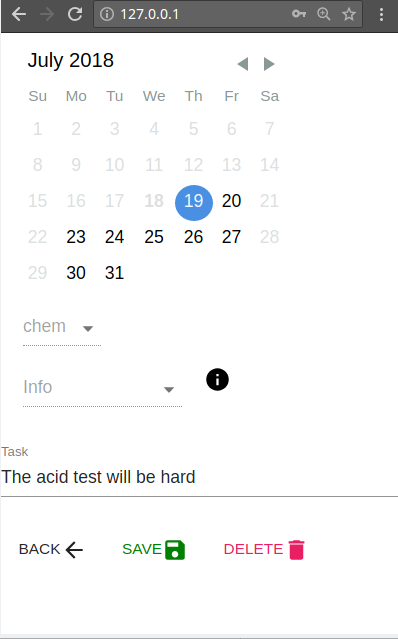 127.0.0.1
July 2018
Su Mo Tu We Th Fr Sa
1 2 3 4 5 6 7
8 9 10 11 12 13 14
15 16 17 18 19 20 21
22 23 24 25 26 27 28
29 30 31
chem
Info
Task
The acid test will be hard
BACK SAVE DELETE